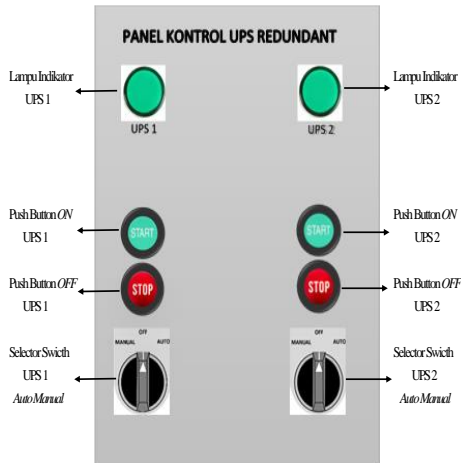 PANEL KONTROL UPS REDUNDANT
Lampu Indikator
UPS 1
Lampu Indikator
UPS 2
UPS 1
UPS 2
Push Button ON
UPS 1
START
START
Push Button ON
UPS 2
Push Button OFF
UPS 1
STOP
STOP
Push Button OFF
UPS 2
MANUAL OFF AUTO
MANUAL OFF AUTO
Selector Swicth
UPS 1
Auto Manual
Selector Swicth
UPS 2
Auto Manual